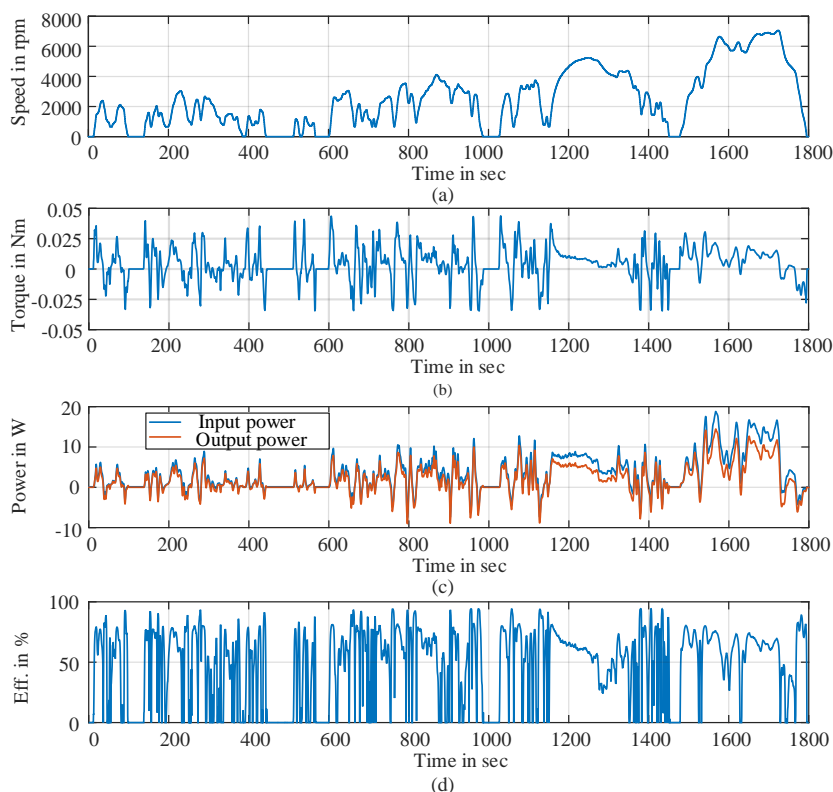 8000
6000
4000
2000
0
Speed in rpm
0 200 400 600 800 1000 1200 1400 1600 1800
Time in sec
(a)
0.05
0.025
0
-0.025
-0.05
Torque in Nm
0 200 400 600 800 1000 1200 1400 1600 1800
Time in sec
(b)
20
10
0
-10
Power in W
Input power
Output power
0 200 400 600 800 1000 1200 1400 1600 1800
Time in sec
(c)
100
50
0
Eff. in %
0 200 400 600 800 1000 1200 1400 1600 1800
Time in sec
(d)